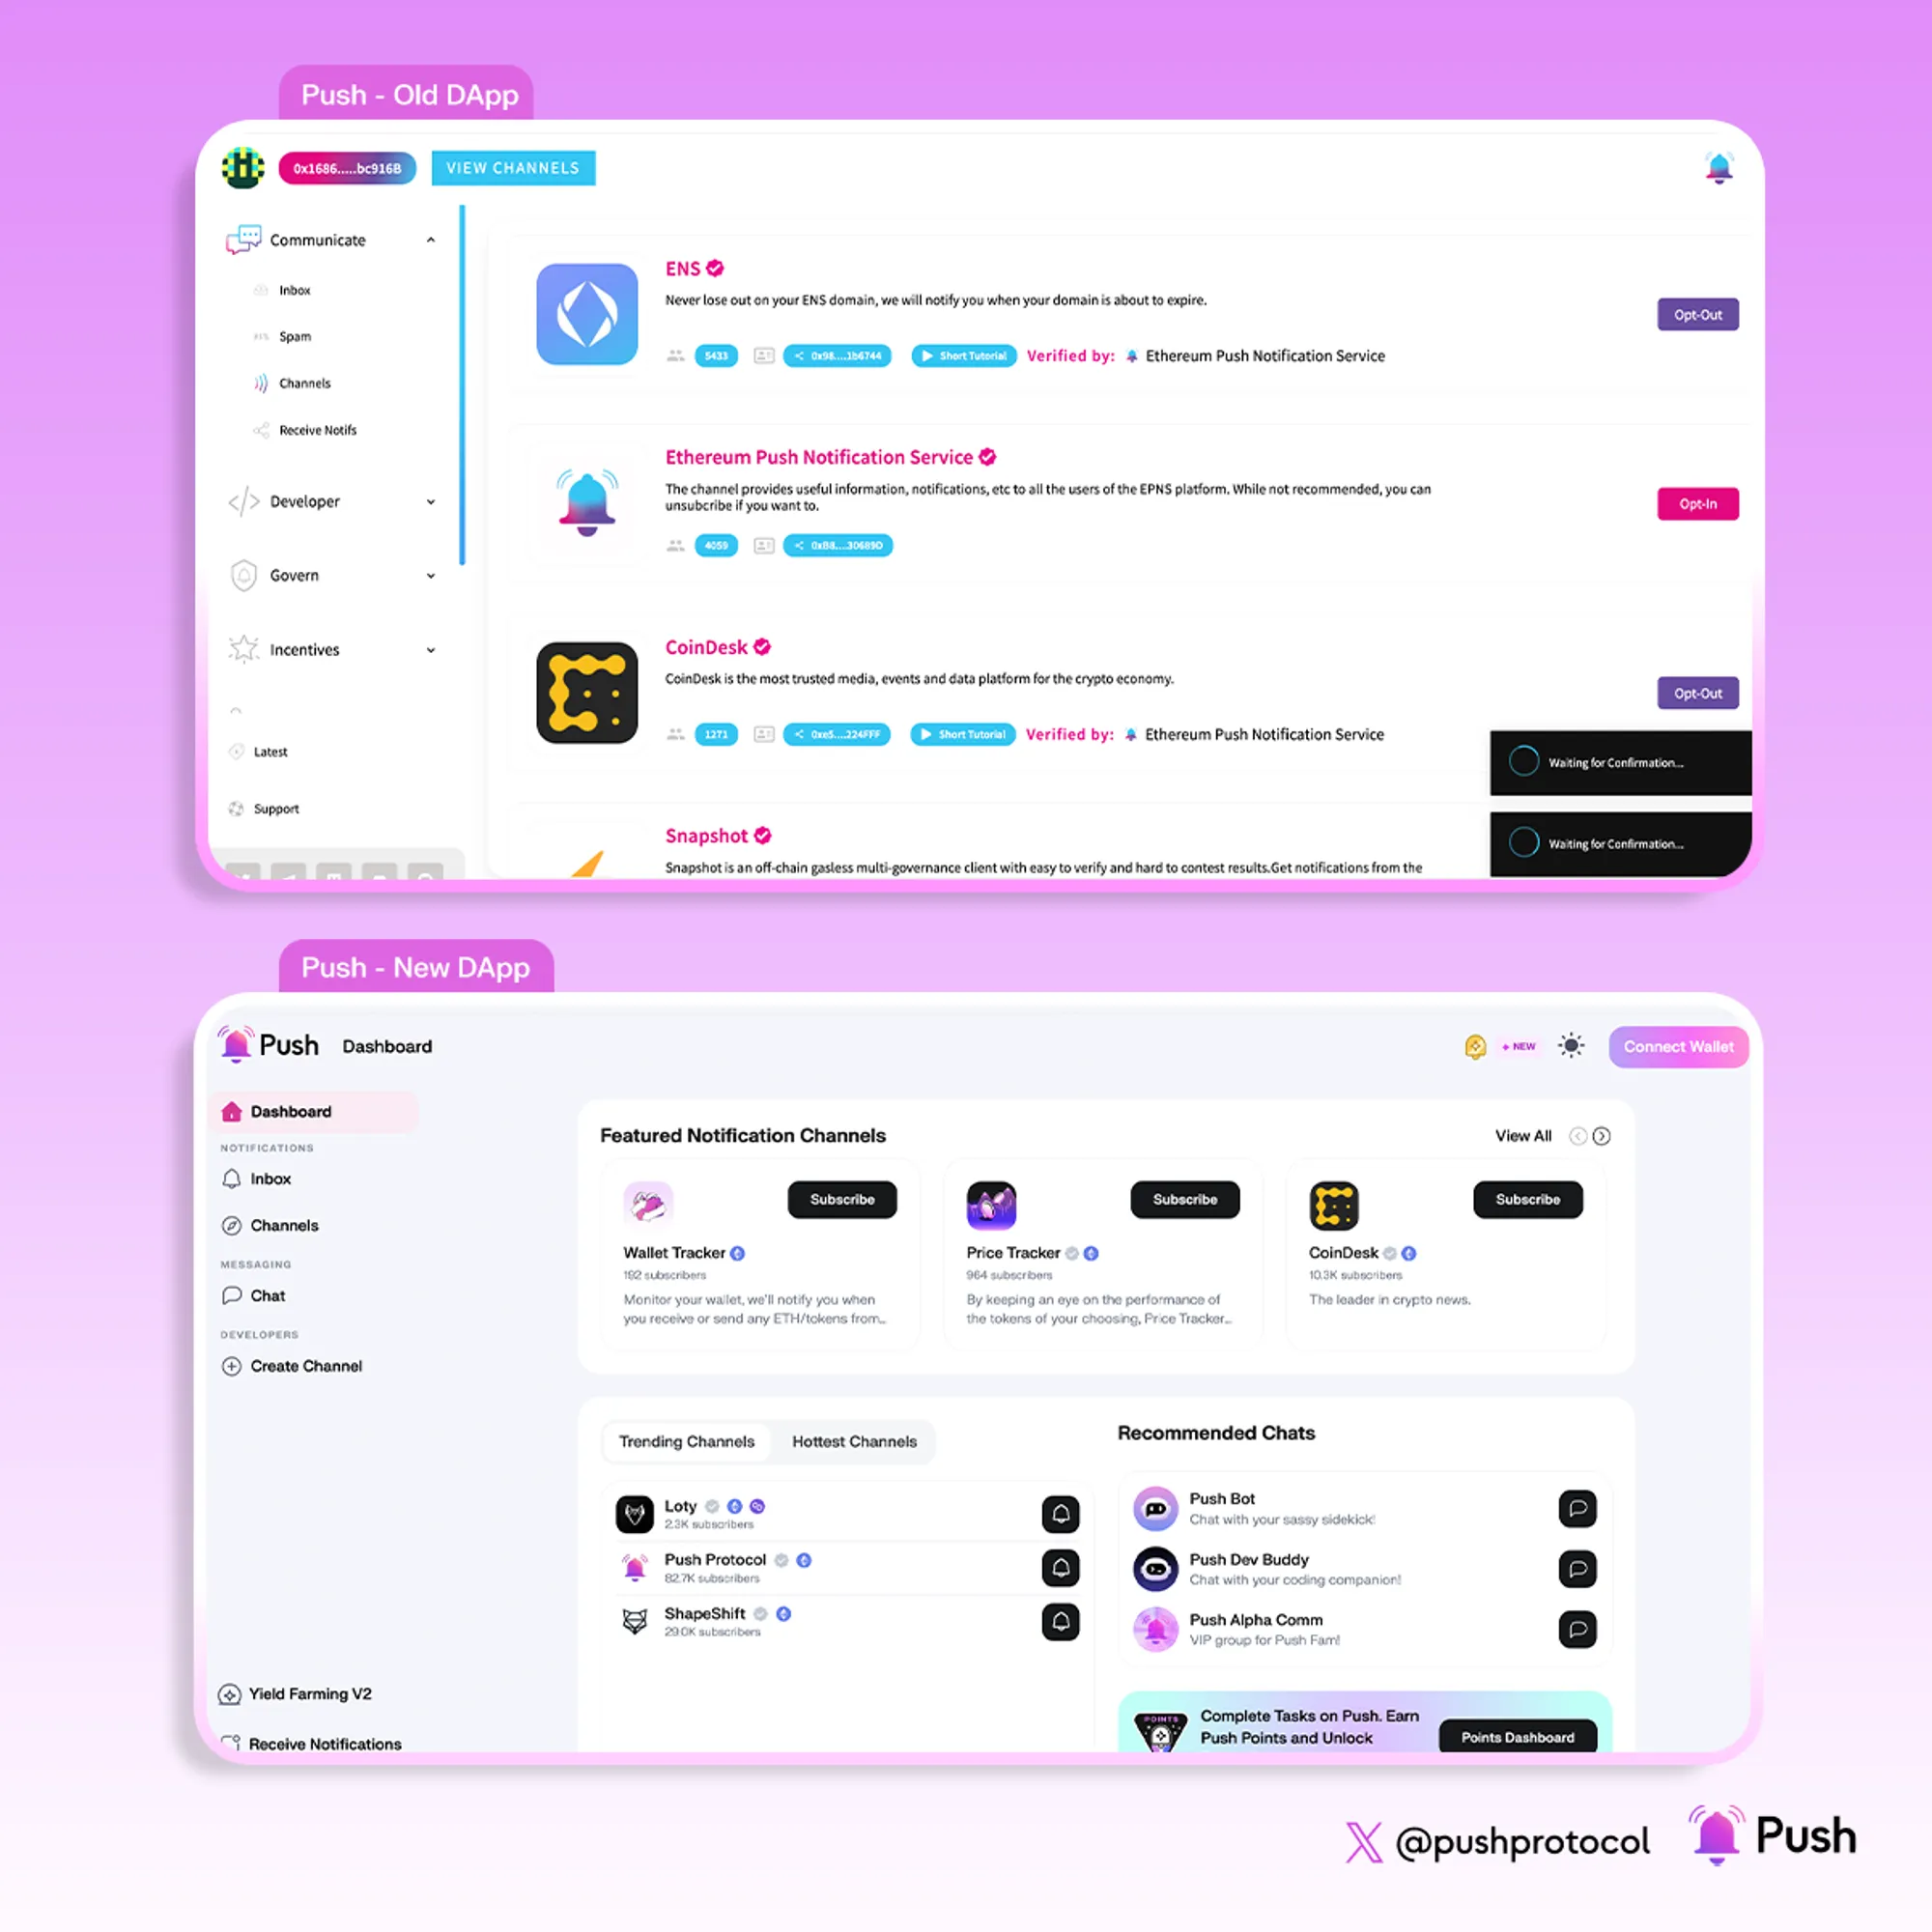 Push - Old DApp
0x1686.....bc916B
VIEW CHANNELS
Communicate
Inbox
Spam
Channels
Receive Notifs
Developer
Govern
Incentives
Latest
Support
ENS
Never lose out on your ENS domain, we will notify you when your domain is about to expire.
Opt-Out
5433
0x98....1b6744
Short Tutorial
Verified by: Ethereum Push Notification Service
Ethereum Push Notification Service
The channel provides useful information, notifications, etc to all the users of the EPNS platform. While not recommended, you can
unsubcribe if you want to.
Opt-In
4059
0xB8....30689D
CoinDesk
CoinDesk is the most trusted media, events and data platform for the crypto economy.
Opt-Out
1271
0xe5....224FFF
Short Tutorial
Verified by: Ethereum Push Notification Service
Waiting for Confirmation...
Snapshot
Snapshot is an off-chain gasless multi-governance client with easy to verify and hard to contest results.Get notifications from the
Waiting for Confirmation...
Push - New DApp
Push
Dashboard
+ NEW
Connect Wallet
Dashboard
NOTIFICATIONS
Inbox
Channels
MESSAGING
Chat
DEVELOPERS
Create Channel
Yield Farming V2
Receive Notifications
Featured Notification Channels
View All
Subscribe
Wallet Tracker
192 subscribers
Monitor your wallet, we'll notify you when
you receive or send any ETH/tokens from...
Subscribe
Price Tracker
964 subscribers
By keeping an eye on the performance of
the tokens of your choosing, Price Tracker...
Subscribe
CoinDesk
10.3K subscribers
The leader in crypto news.
Trending Channels
Hottest Channels
Loty
2.3K subscribers
Push Protocol
82.7K subscribers
ShapeShift
29.0K subscribers
Recommended Chats
Push Bot
Chat with your sassy sidekick!
Push Dev Buddy
Chat with your coding companion!
Push Alpha Comm
VIP group for Push Fam!
POINTS
Complete Tasks on Push. Earn
Push Points and Unlock
Points Dashboard
@pushprotocol
Push